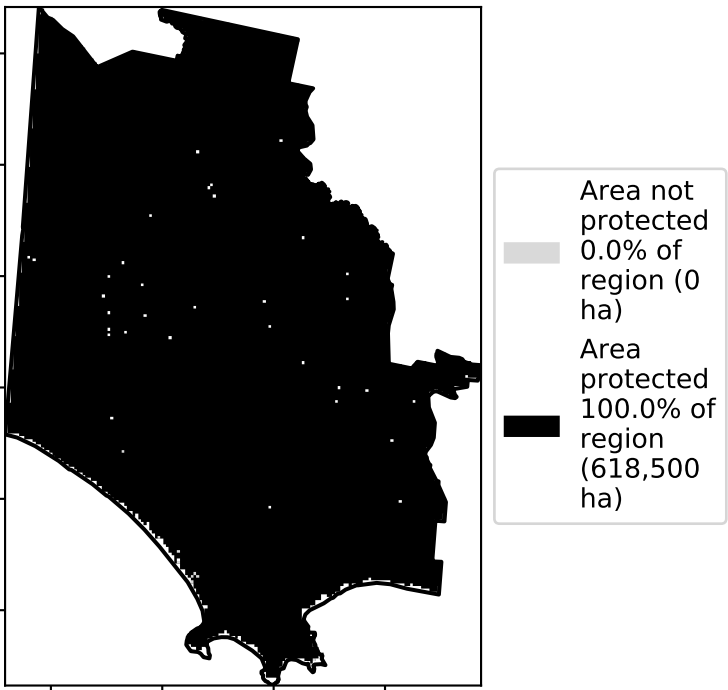 Area not
protected
0.0% of
region (0
ha)
Area
protected
100.0% of
region
(618,500
ha)